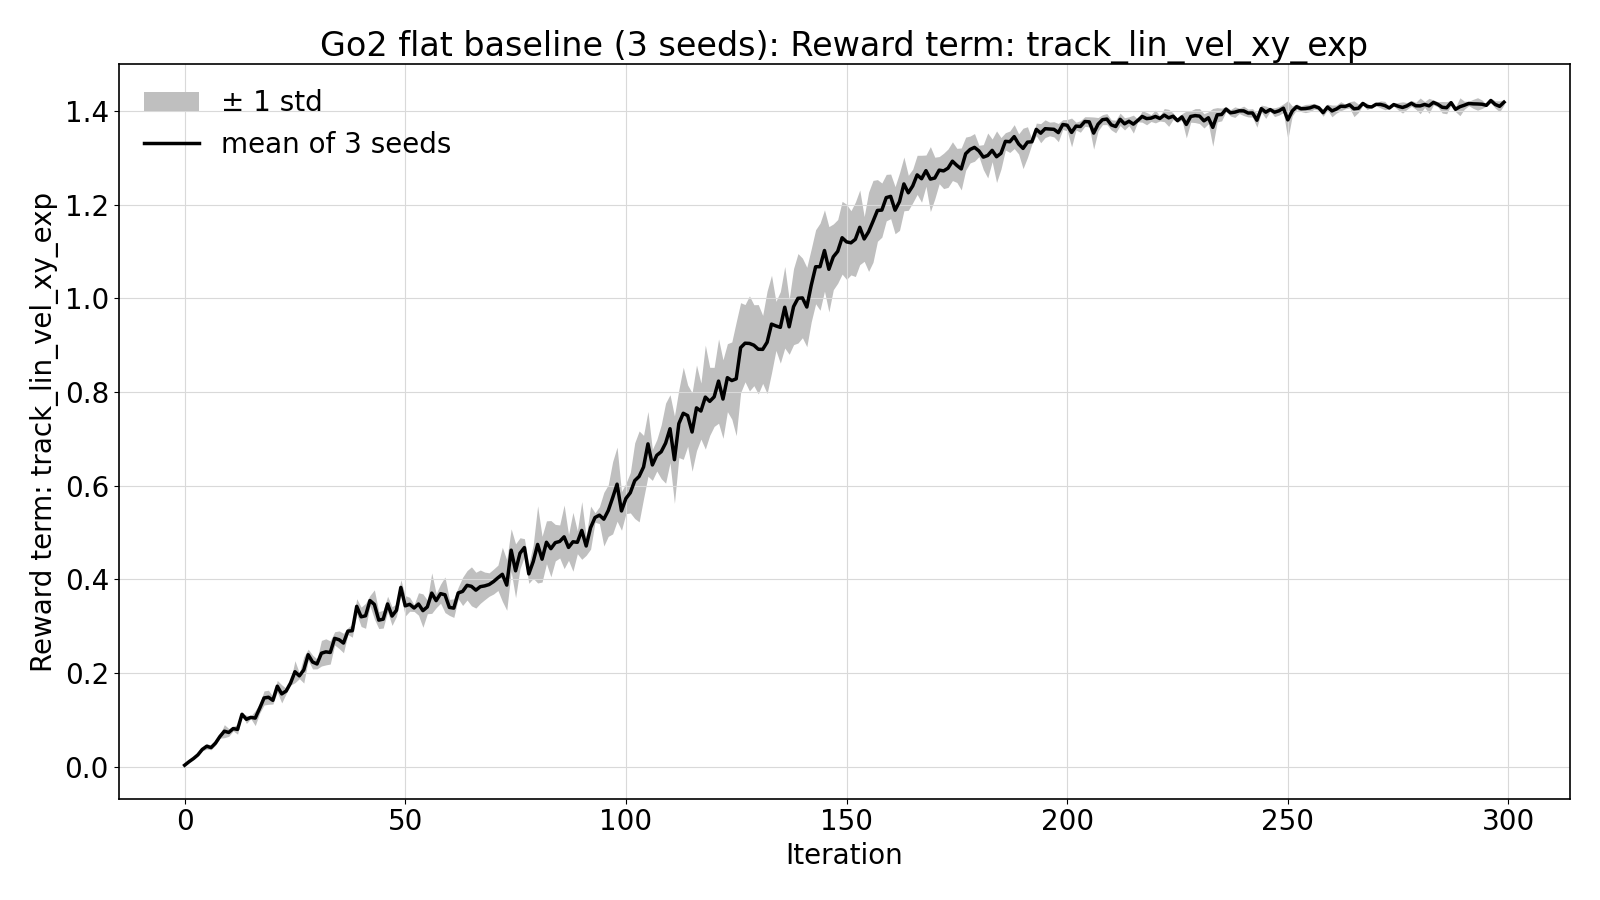 Go2 flat baseline (3 seeds): Reward term: track_lin_vel_xy_exp
± 1 std
mean of 3 seeds
Reward term: track_lin_vel_xy_exp
1.4
1.2
1.0
0.8
0.6
0.4
0.2
0.0
0 50 100 150 200 250 300
Iteration